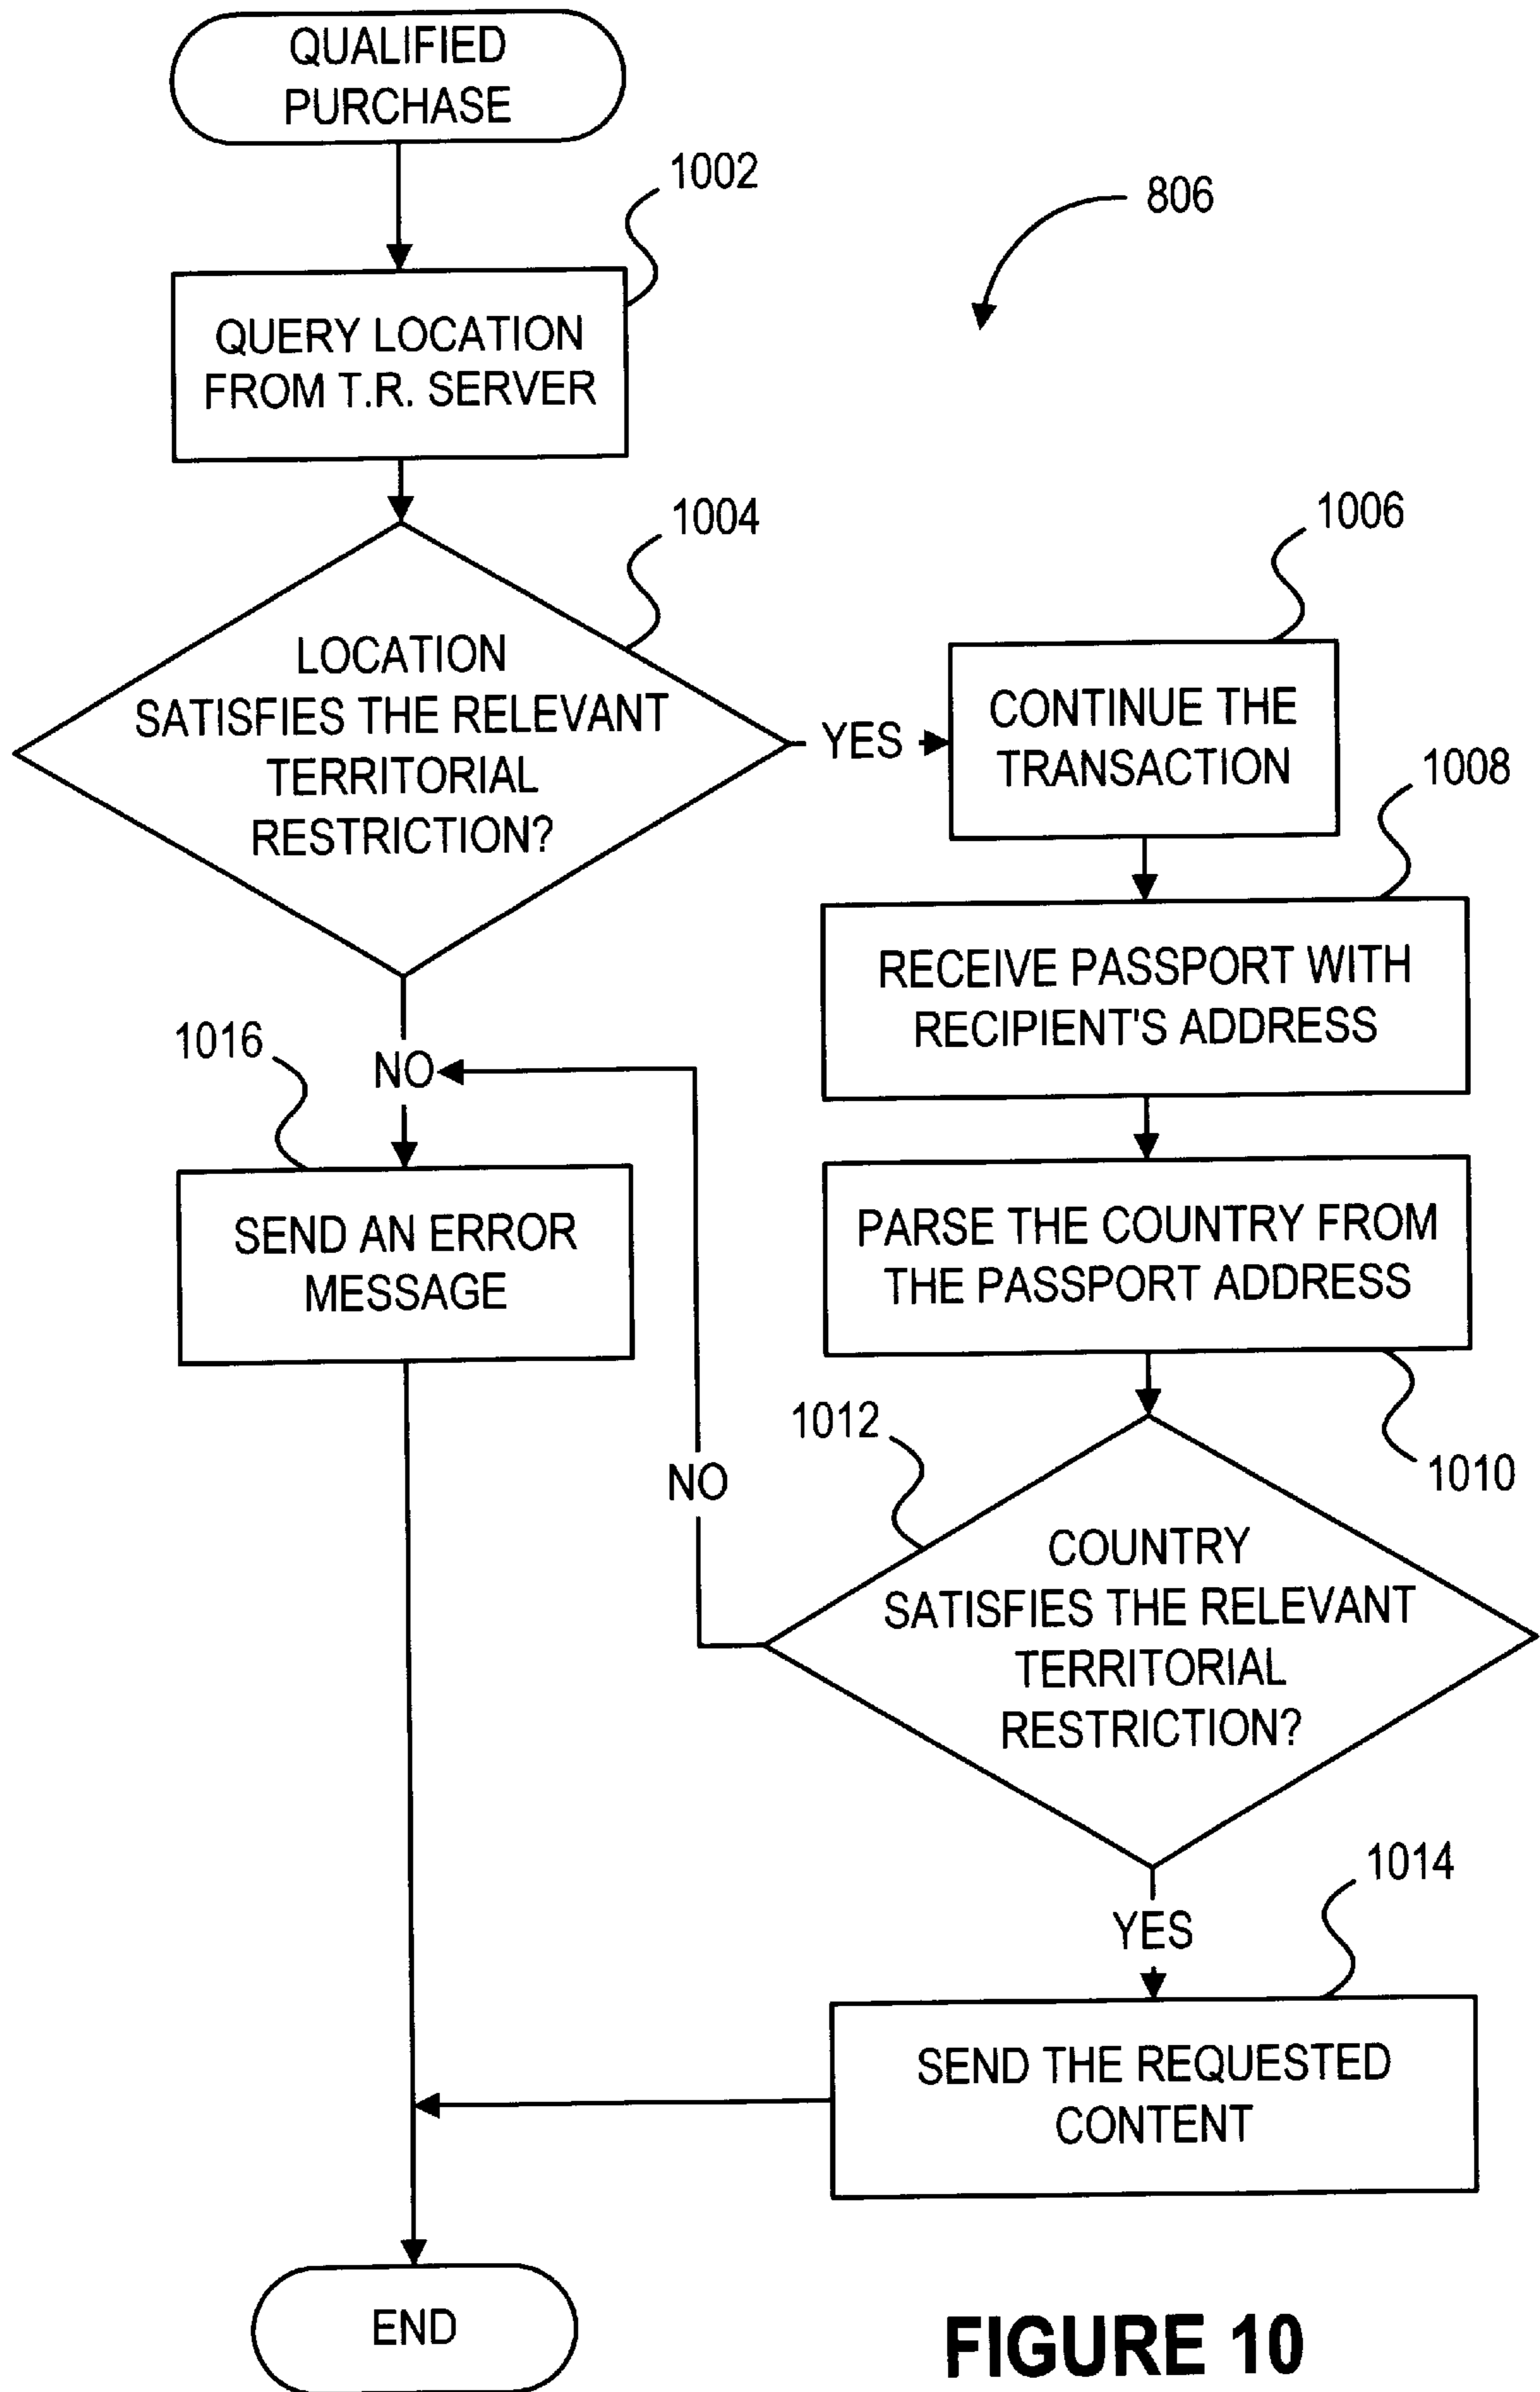 QUALIFIED
PURCHASE
1002
806
QUERY LOCATION
FROM T.R. SERVER
1004
LOCATION
SATISFIES THE RELEVANT
TERRITORIAL
RESTRICTION?
YES
1006
CONTINUE THE
TRANSACTION
1008
RECEIVE PASSPORT WITH
RECIPIENT'S ADDRESS
NO
1016
SEND AN ERROR
MESSAGE
PARSE THE COUNTRY FROM
THE PASSPORT ADDRESS
1010
1012
NO
COUNTRY
SATISFIES THE RELEVANT
TERRITORIAL
RESTRICTION?
YES
1014
SEND THE REQUESTED
CONTENT
END
FIGURE 10